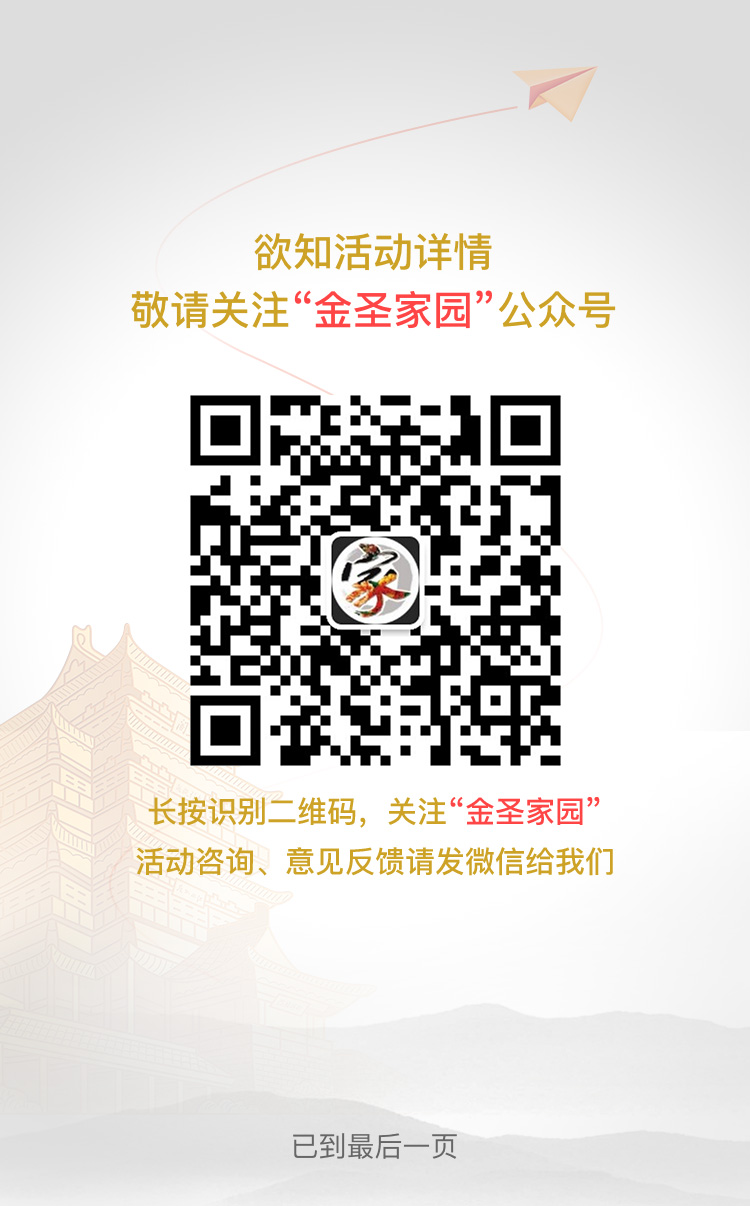 欲知活动详情
敬请关注“金圣家园”公众号
家
长按识别二维码，关注“金圣家园”
活动咨询、意见反馈请发微信给我们
已到最后一页